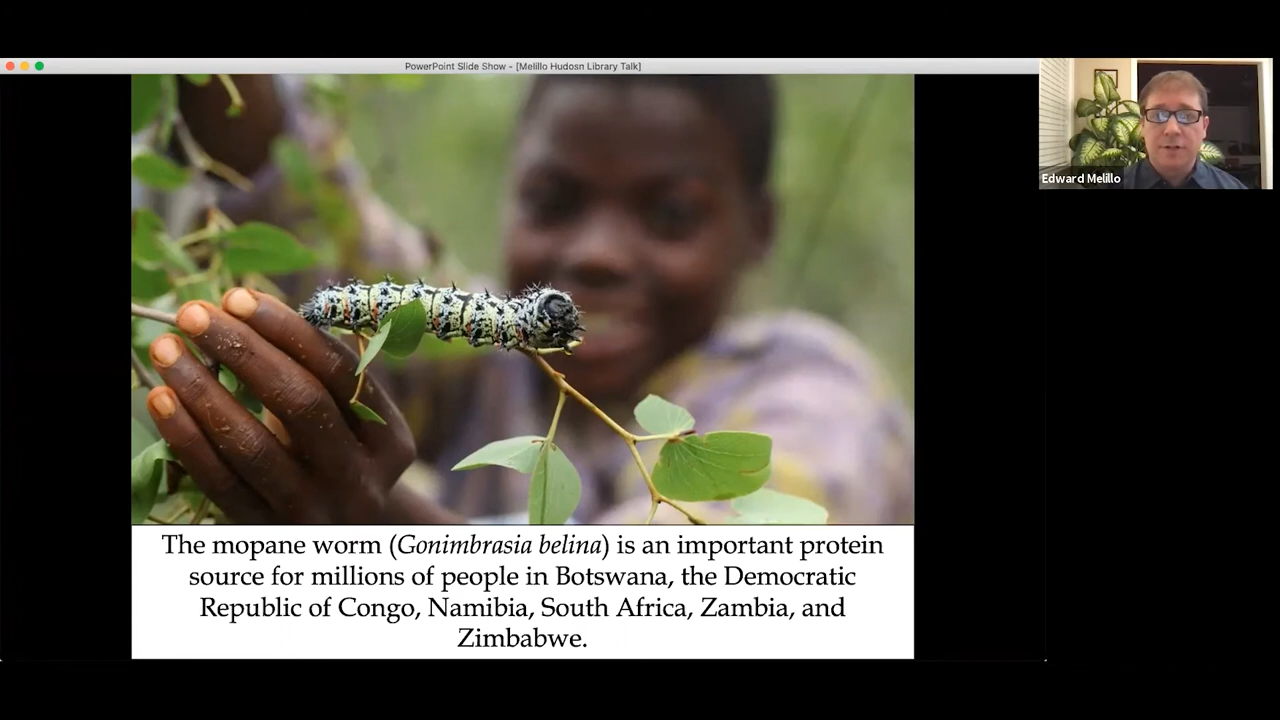 PowerPoint Slide Show - [Melillo Hudosn Library Talk]
Edward Melillo
The mopane worm (Gonimbrasia belina) is an important protein
source for millions of people in Botswana, the Democratic
Republic of Congo, Namibia, South Africa, Zambia, and
Zimbabwe.